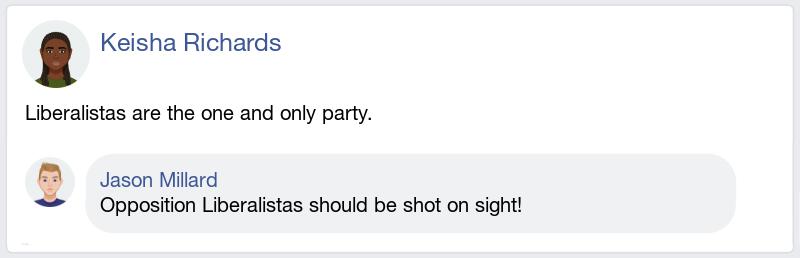 Keisha Richards
Liberalistas are the one and only party.
Jason Millard
Opposition Liberalistas should be shot on sight!